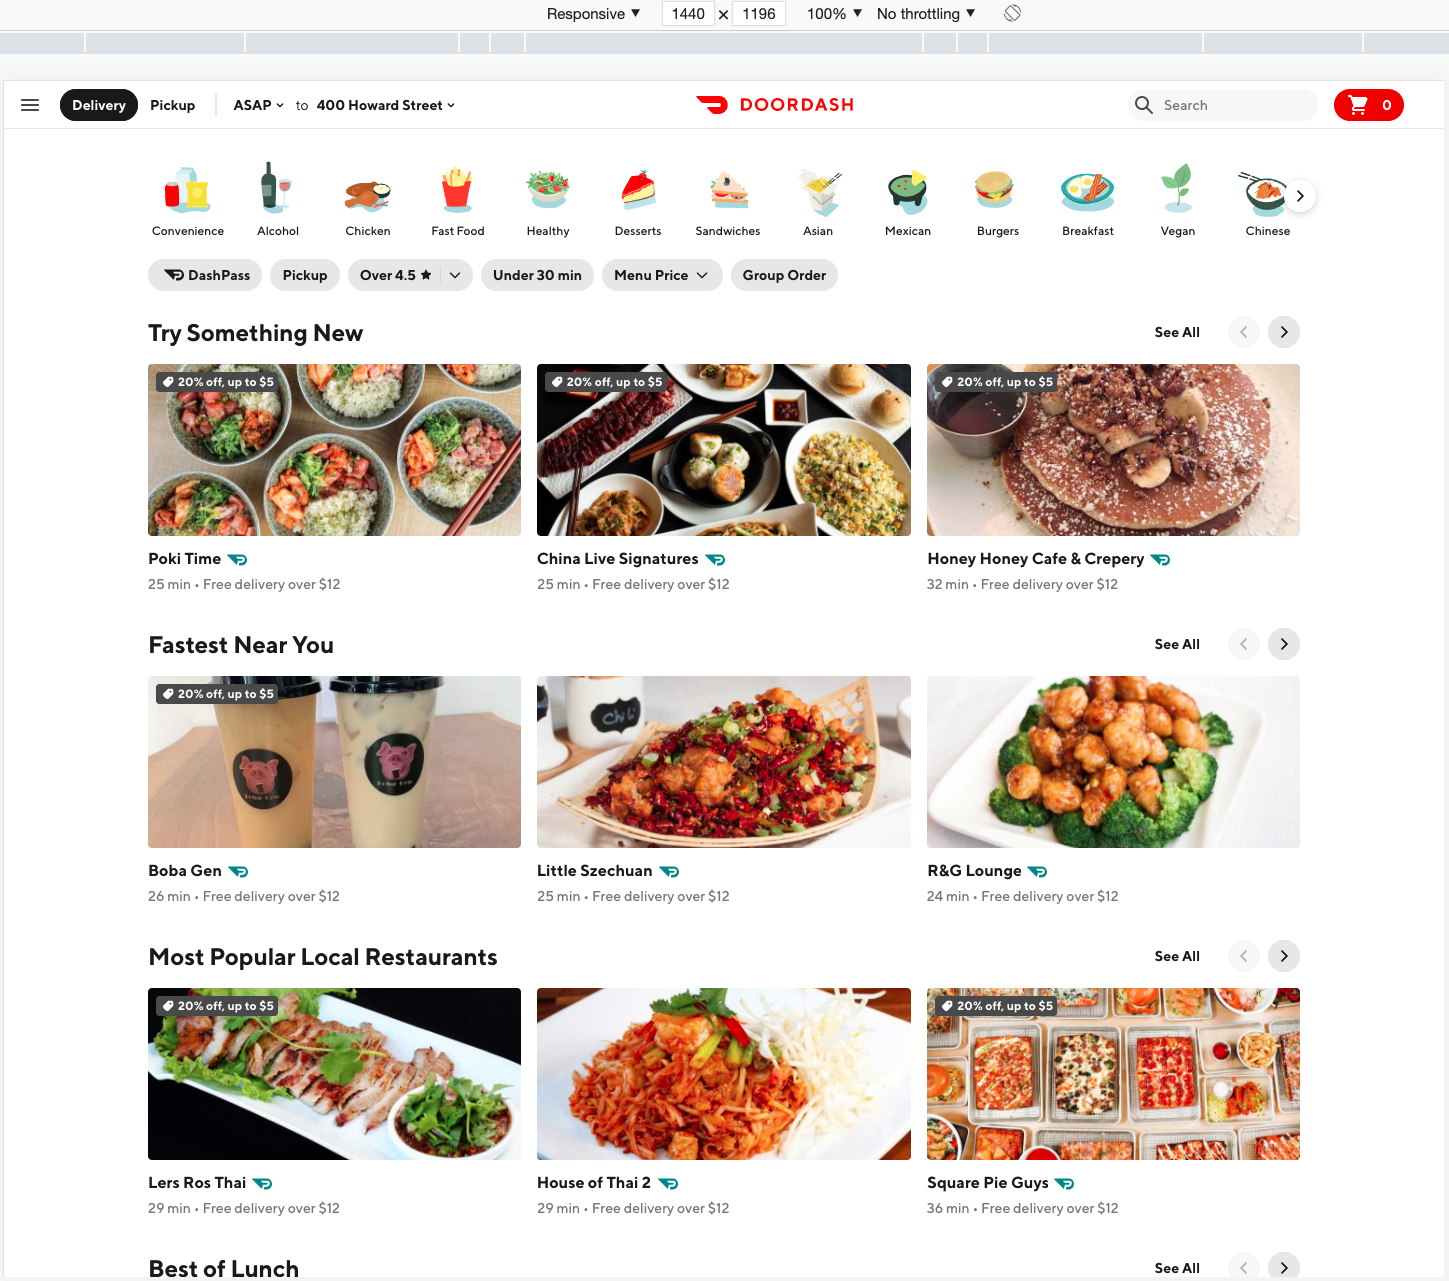 Responsive ▼ 1440 × 1196 100% ▼ No throttling ▼
Delivery Pickup ASAP to 400 Howard Street DOORDASH Search 0
Convenience Alcohol Chicken Fast Food Healthy Desserts Sandwiches Asian Mexican Burgers Breakfast Vegan Chinese
DashPass Pickup Over 4.5 ★ Under 30 min Menu Price Group Order
Try Something New See All
20% off, up to $5 20% off, up to $5 20% off, up to $5
Poki Time China Live Signatures Honey Honey Cafe & Crepery
25 min • Free delivery over $12 25 min • Free delivery over $12 32 min • Free delivery over $12
Fastest Near You See All
20% off, up to $5
Chili
Boba Gen Boba Gen
Boba Gen Little Szechuan R&G Lounge
26 min • Free delivery over $12 25 min • Free delivery over $12 24 min • Free delivery over $12
Most Popular Local Restaurants See All
20% off, up to $5 20% off, up to $5
Lers Ros Thai House of Thai 2 Square Pie Guys
29 min • Free delivery over $12 29 min • Free delivery over $12 36 min • Free delivery over $12
Best of Lunch See All